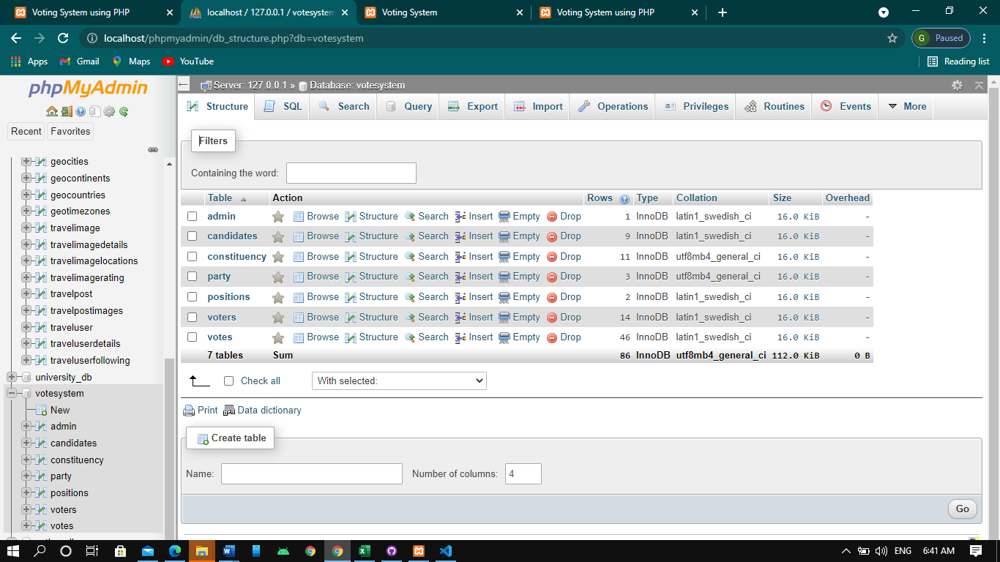 Voting System using PHP
localhost / 127.0.0.1 / votesystem
Voting System
Voting System using PHP
localhost/phpmyadmin/db_structure.php?db=votesystem
G Paused
Apps Gmail Maps YouTube Reading list
phpMyAdmin
Recent Favorites
geocities
geocontinents
geocountries
geotimezones
travelimage
travelimagedetails
travelimagelocations
travelimagerating
travelpost
travelpostimages
traveluser
traveluserdetails
traveluserfollowing
university_db
votesystem
New
admin
candidates
constituency
party
positions
voters
votes
Server: 127.0.0.1 » Database: votesystem
Structure SQL Search Query Export Import Operations Privileges Routines Events More
Filters
Containing the word:
Table Action Rows Type Collation Size Overhead
admin Browse Structure Search Insert Empty Drop 1 InnoDB latin1_swedish_ci 16.0 KiB -
candidates Browse Structure Search Insert Empty Drop 9 InnoDB latin1_swedish_ci 16.0 KiB -
constituency Browse Structure Search Insert Empty Drop 11 InnoDB utf8mb4_general_ci 16.0 KiB -
party Browse Structure Search Insert Empty Drop 3 InnoDB utf8mb4_general_ci 16.0 KiB -
positions Browse Structure Search Insert Empty Drop 2 InnoDB latin1_swedish_ci 16.0 KiB -
voters Browse Structure Search Insert Empty Drop 14 InnoDB latin1_swedish_ci 16.0 KiB -
votes Browse Structure Search Insert Empty Drop 46 InnoDB latin1_swedish_ci 16.0 KiB -
7 tables Sum 86 InnoDB utf8mb4_general_ci 112.0 KiB 0 B
Check all With selected:
Print Data dictionary
Create table
Name: Number of columns: 4
Go
ENG 6:41 AM